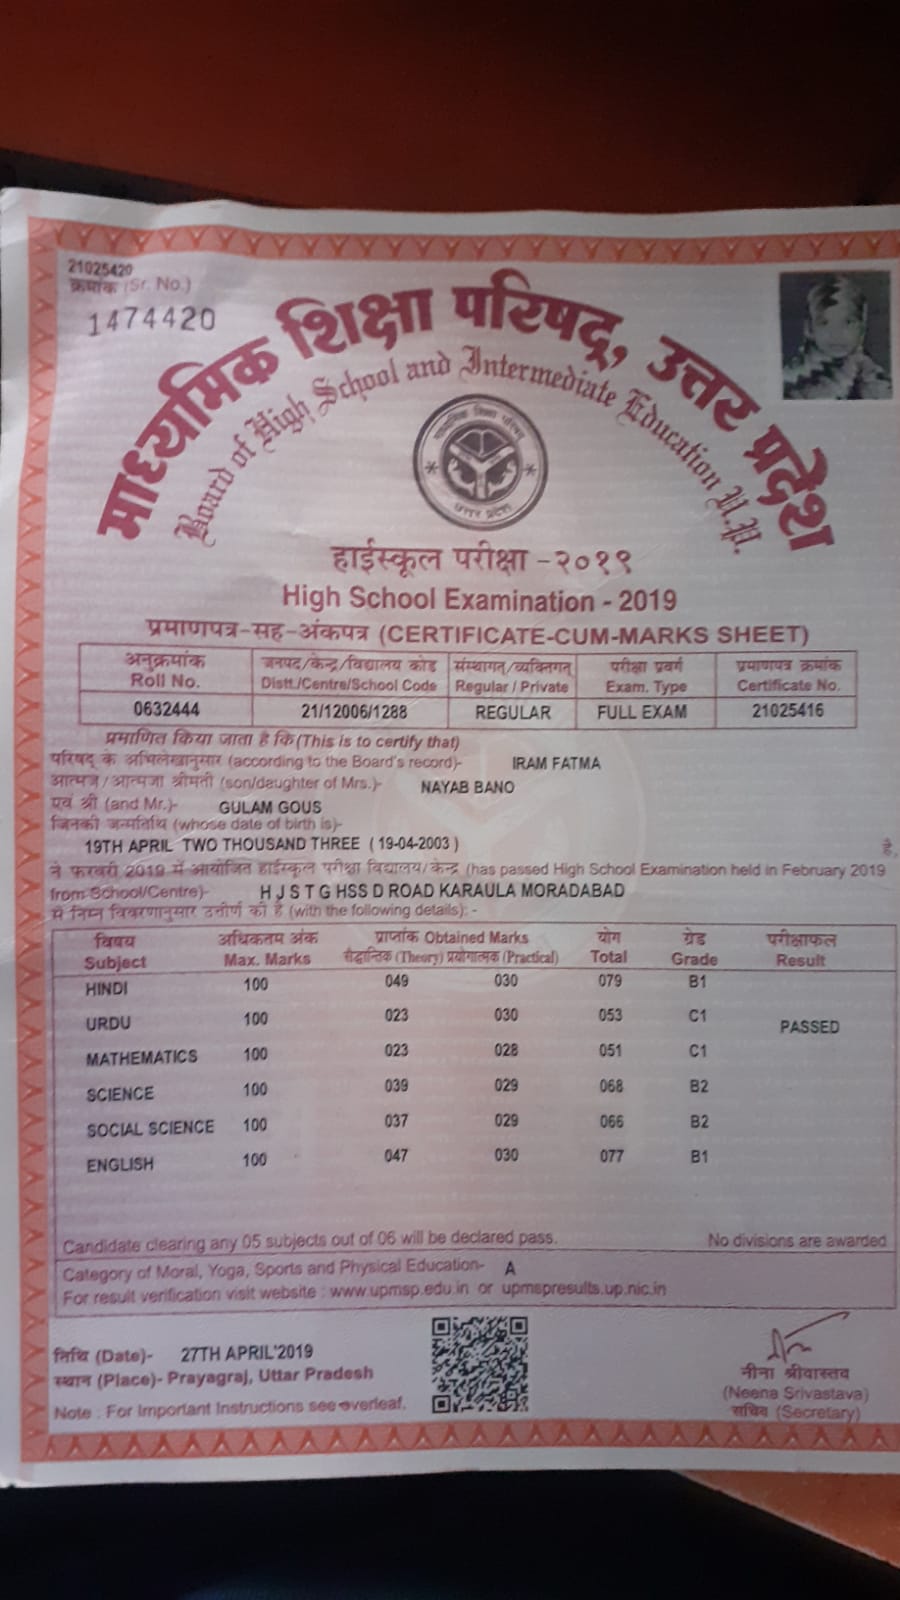 21025420
क्रमांक (Sr. No.)
1474420
माध्यमिक शिक्षा परिषद्, उत्तर प्रदेश
Board of High School and Intermediate Education U.P.
माध्यमिक शिक्षा परिषद्
उत्तर प्रदेश
हाईस्कूल परीक्षा -२०१९
High School Examination - 2019
प्रमाणपत्र-सह-अंकपत्र (CERTIFICATE-CUM-MARKS SHEET)
अनुक्रमांक जनपद/केन्द्र/विद्यालय कोड संस्थागत्/व्यक्तिगत् परीक्षा प्रवर्ग प्रमाणपत्र क्रमांक
Roll No. Distt./Centre/School Code Regular / Private Exam. Type Certificate No.
0632444 21/12006/1288 REGULAR FULL EXAM 21025416
प्रमाणित किया जाता है कि (This is to certify that)
परिषद् के अभिलेखानुसार (according to the Board's record)- IRAM FATMA
आत्मज/आत्मजा श्रीमती (son/daughter of Mrs.)- NAYAB BANO
एवं श्री (and Mr.)- GULAM GOUS
जिनकी जन्मतिथि (whose date of birth is)-
19TH APRIL TWO THOUSAND THREE ( 19-04-2003 ) है,
ने फरवरी 2019 में आयोजित हाईस्कूल परीक्षा विद्यालय/केन्द्र (has passed High School Examination held in February 2019
from School/Centre)- H J S T G HSS D ROAD KARAULA MORADABAD
से निम्न विवरणानुसार उत्तीर्ण की है (with the following details): -
विषय अधिकतम अंक प्राप्तांक Obtained Marks योग ग्रेड परीक्षाफल
Subject Max. Marks सैद्धान्तिक (Theory) प्रयोगात्मक (Practical) Total Grade Result
HINDI 100 049 030 079 B1
URDU 100 023 030 053 C1 PASSED
MATHEMATICS 100 023 028 051 C1
SCIENCE 100 039 029 068 B2
SOCIAL SCIENCE 100 037 029 066 B2
ENGLISH 100 047 030 077 B1
Candidate clearing any 05 subjects out of 06 will be declared pass. No divisions are awarded
Category of Moral, Yoga, Sports and Physical Education- A
For result verification visit website : www.upmsp.edu.in or upmspresults.up.nic.in
तिथि (Date)- 27TH APRIL'2019
स्थान (Place)- Prayagraj, Uttar Pradesh
Note : For Important Instructions see overleaf.
नीना श्रीवास्तव
(Neena Srivastava)
सचिव (Secretary)